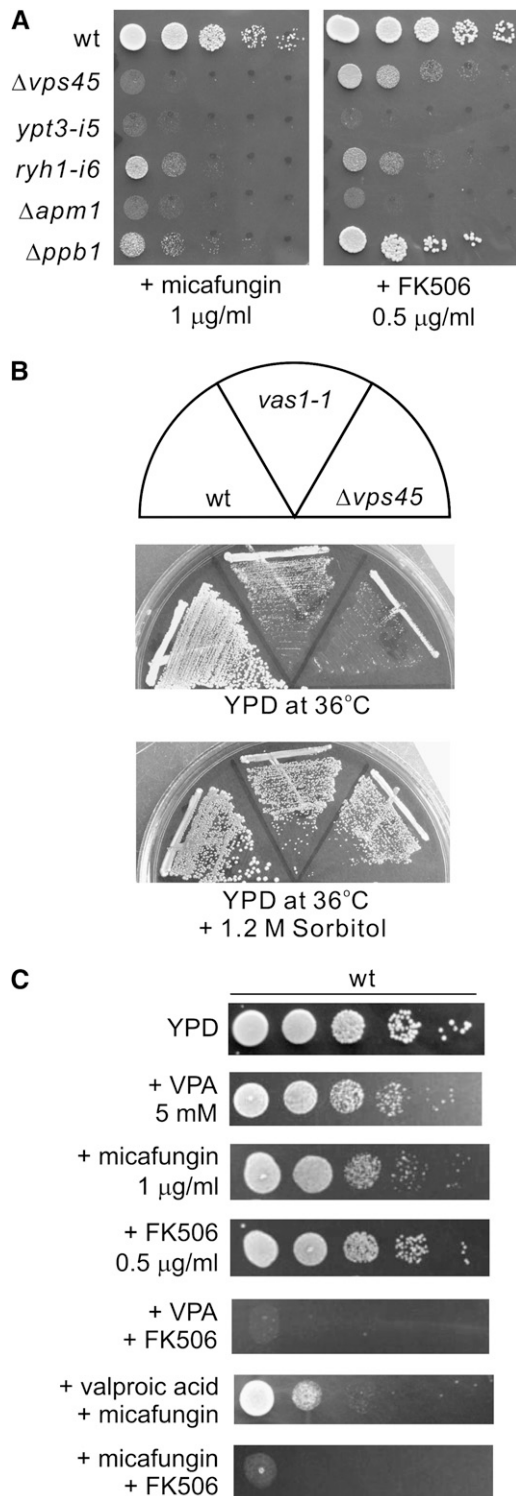 A
wt
Δvps45
ypt3-i5
ryh1-i6
Δapm1
Δppb1
+ micafungin
1 μg/ml
+ FK506
0.5 μg/ml
B
vas1-1
wt
Δvps45
YPD at 36°C
YPD at 36°C
+ 1.2 M Sorbitol
C
wt
YPD
+ VPA
5 mM
+ micafungin
1 μg/ml
+ FK506
0.5 μg/ml
+ VPA
+ FK506
+ valproic acid
+ micafungin
+ micafungin
+ FK506